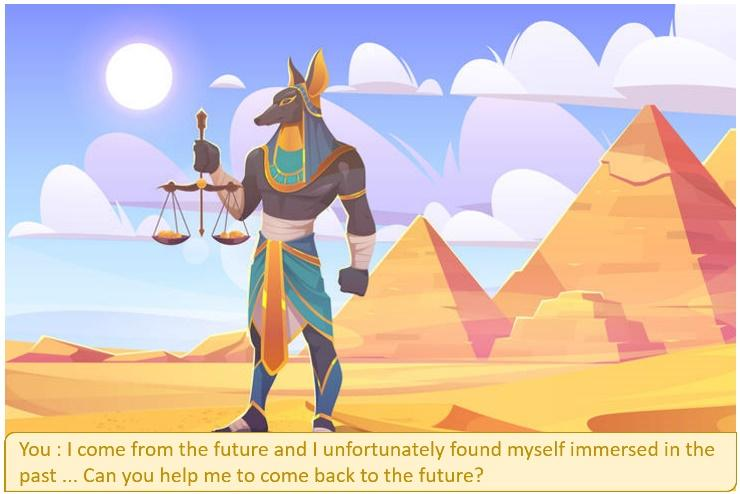 You : I come from the future and I unfortunately found myself immersed in the
past ... Can you help me to come back to the future?